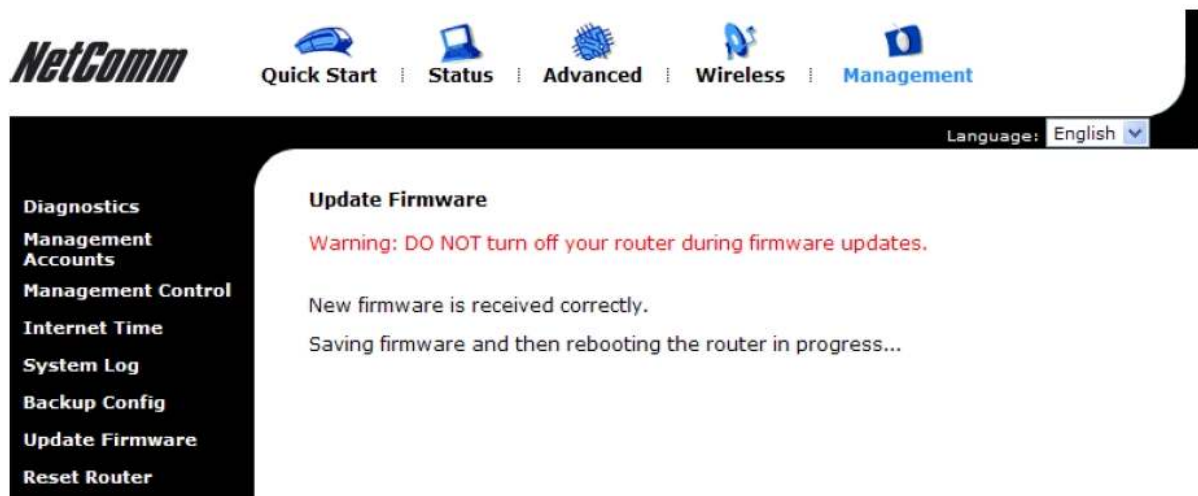 NetComm
Quick Start Status Advanced Wireless Management
Language: English
Diagnostics
Management
Accounts
Management Control
Internet Time
System Log
Backup Config
Update Firmware
Reset Router
Update Firmware
Warning: DO NOT turn off your router during firmware updates.
New firmware is received correctly.
Saving firmware and then rebooting the router in progress...